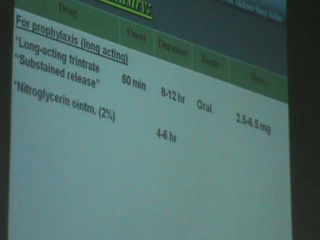 Drug Onset Duration Route Dose
For prophylaxis (long acting)
*Long-acting trintrate
"Substained release" 60 min 8-12 hr Oral 2.5-6.5 mg
*Nitroglycerin ointm. (2%) 4-6 hr